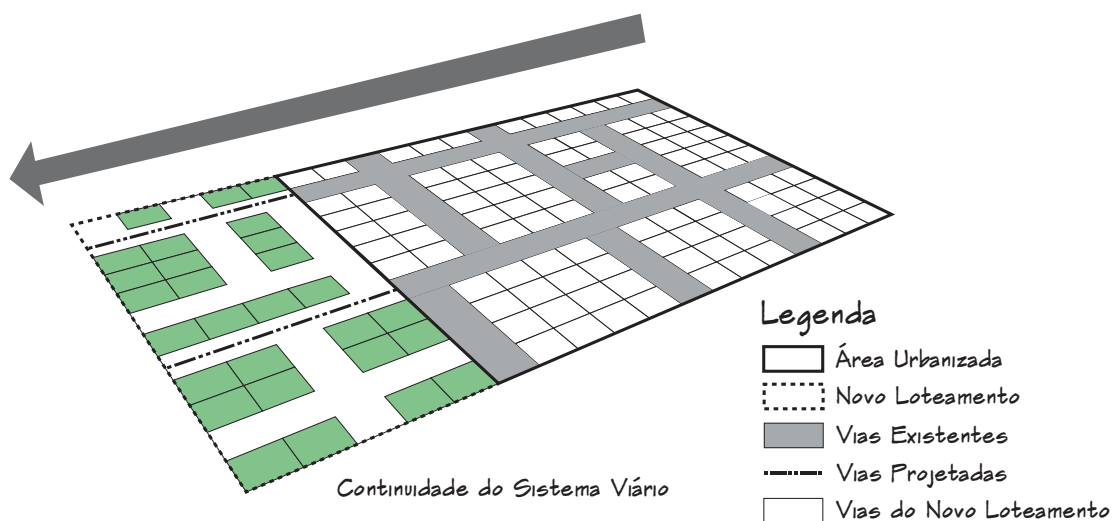 Legenda
Área Urbanizada
Novo Loteamento
Vias Existentes
Vias Projetadas
Vias do Novo Loteamento
Continuidade do Sistema Viário